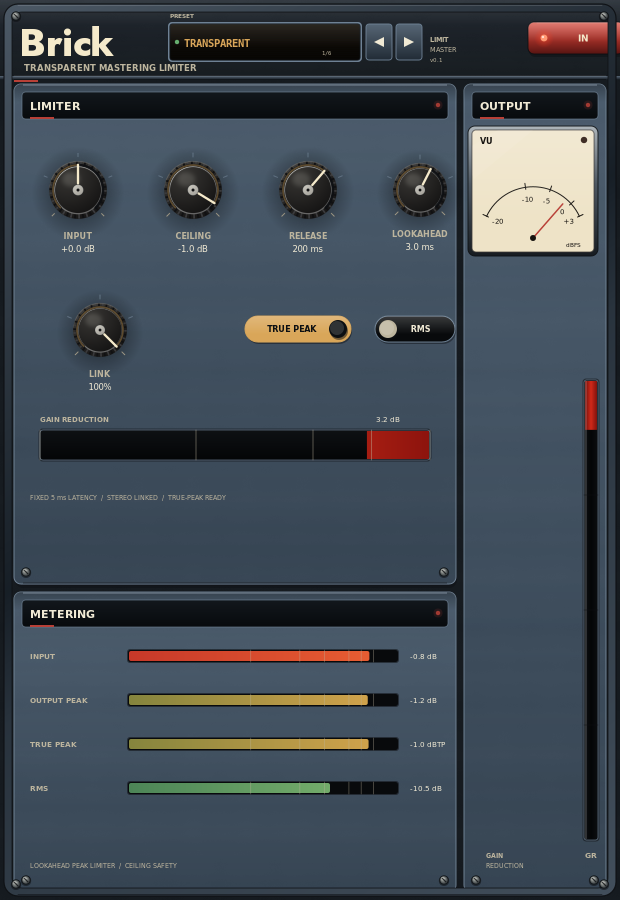 PRESET
Brick
TRANSPARENT MASTERING LIMITER
TRANSPARENT
1/6
LIMIT
MASTER
v0.1
IN
LIMITER
OUTPUT
VU
-20
-10
-5
0
+3
dBFS
INPUT
+0.0 dB
CEILING
-1.0 dB
RELEASE
200 ms
LOOKAHEAD
3.0 ms
LINK
100%
TRUE PEAK
RMS
GAIN REDUCTION
3.2 dB
FIXED 5 ms LATENCY / STEREO LINKED / TRUE-PEAK READY
METERING
INPUT
-0.8 dB
OUTPUT PEAK
-1.2 dB
TRUE PEAK
-1.0 dBTP
RMS
-10.5 dB
LOOKAHEAD PEAK LIMITER / CEILING SAFETY
GAIN
REDUCTION
GR